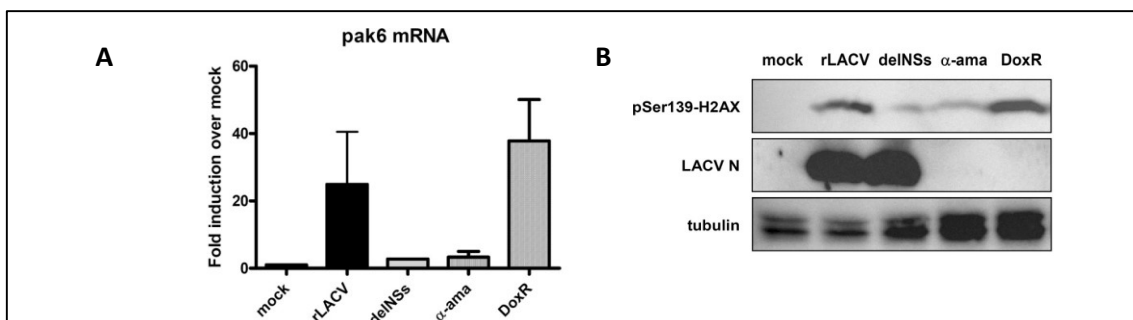 A
pak6 mRNA
Fold induction over mock
60
40
20
0
mock
rLACV
delNSs
α-ama
DoxR
B
mock rLACV delNSs α-ama DoxR
pSer139-H2AX
LACV N
tubulin